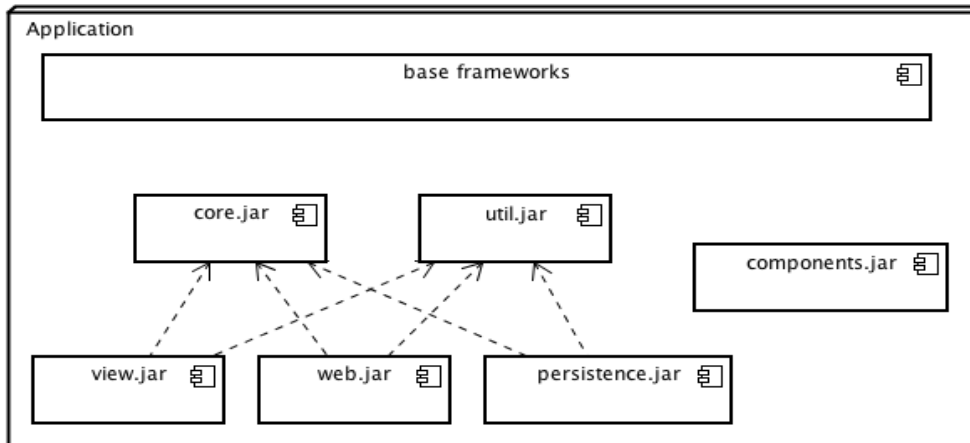 Application
base frameworks
core.jar
util.jar
components.jar
view.jar
web.jar
persistence.jar